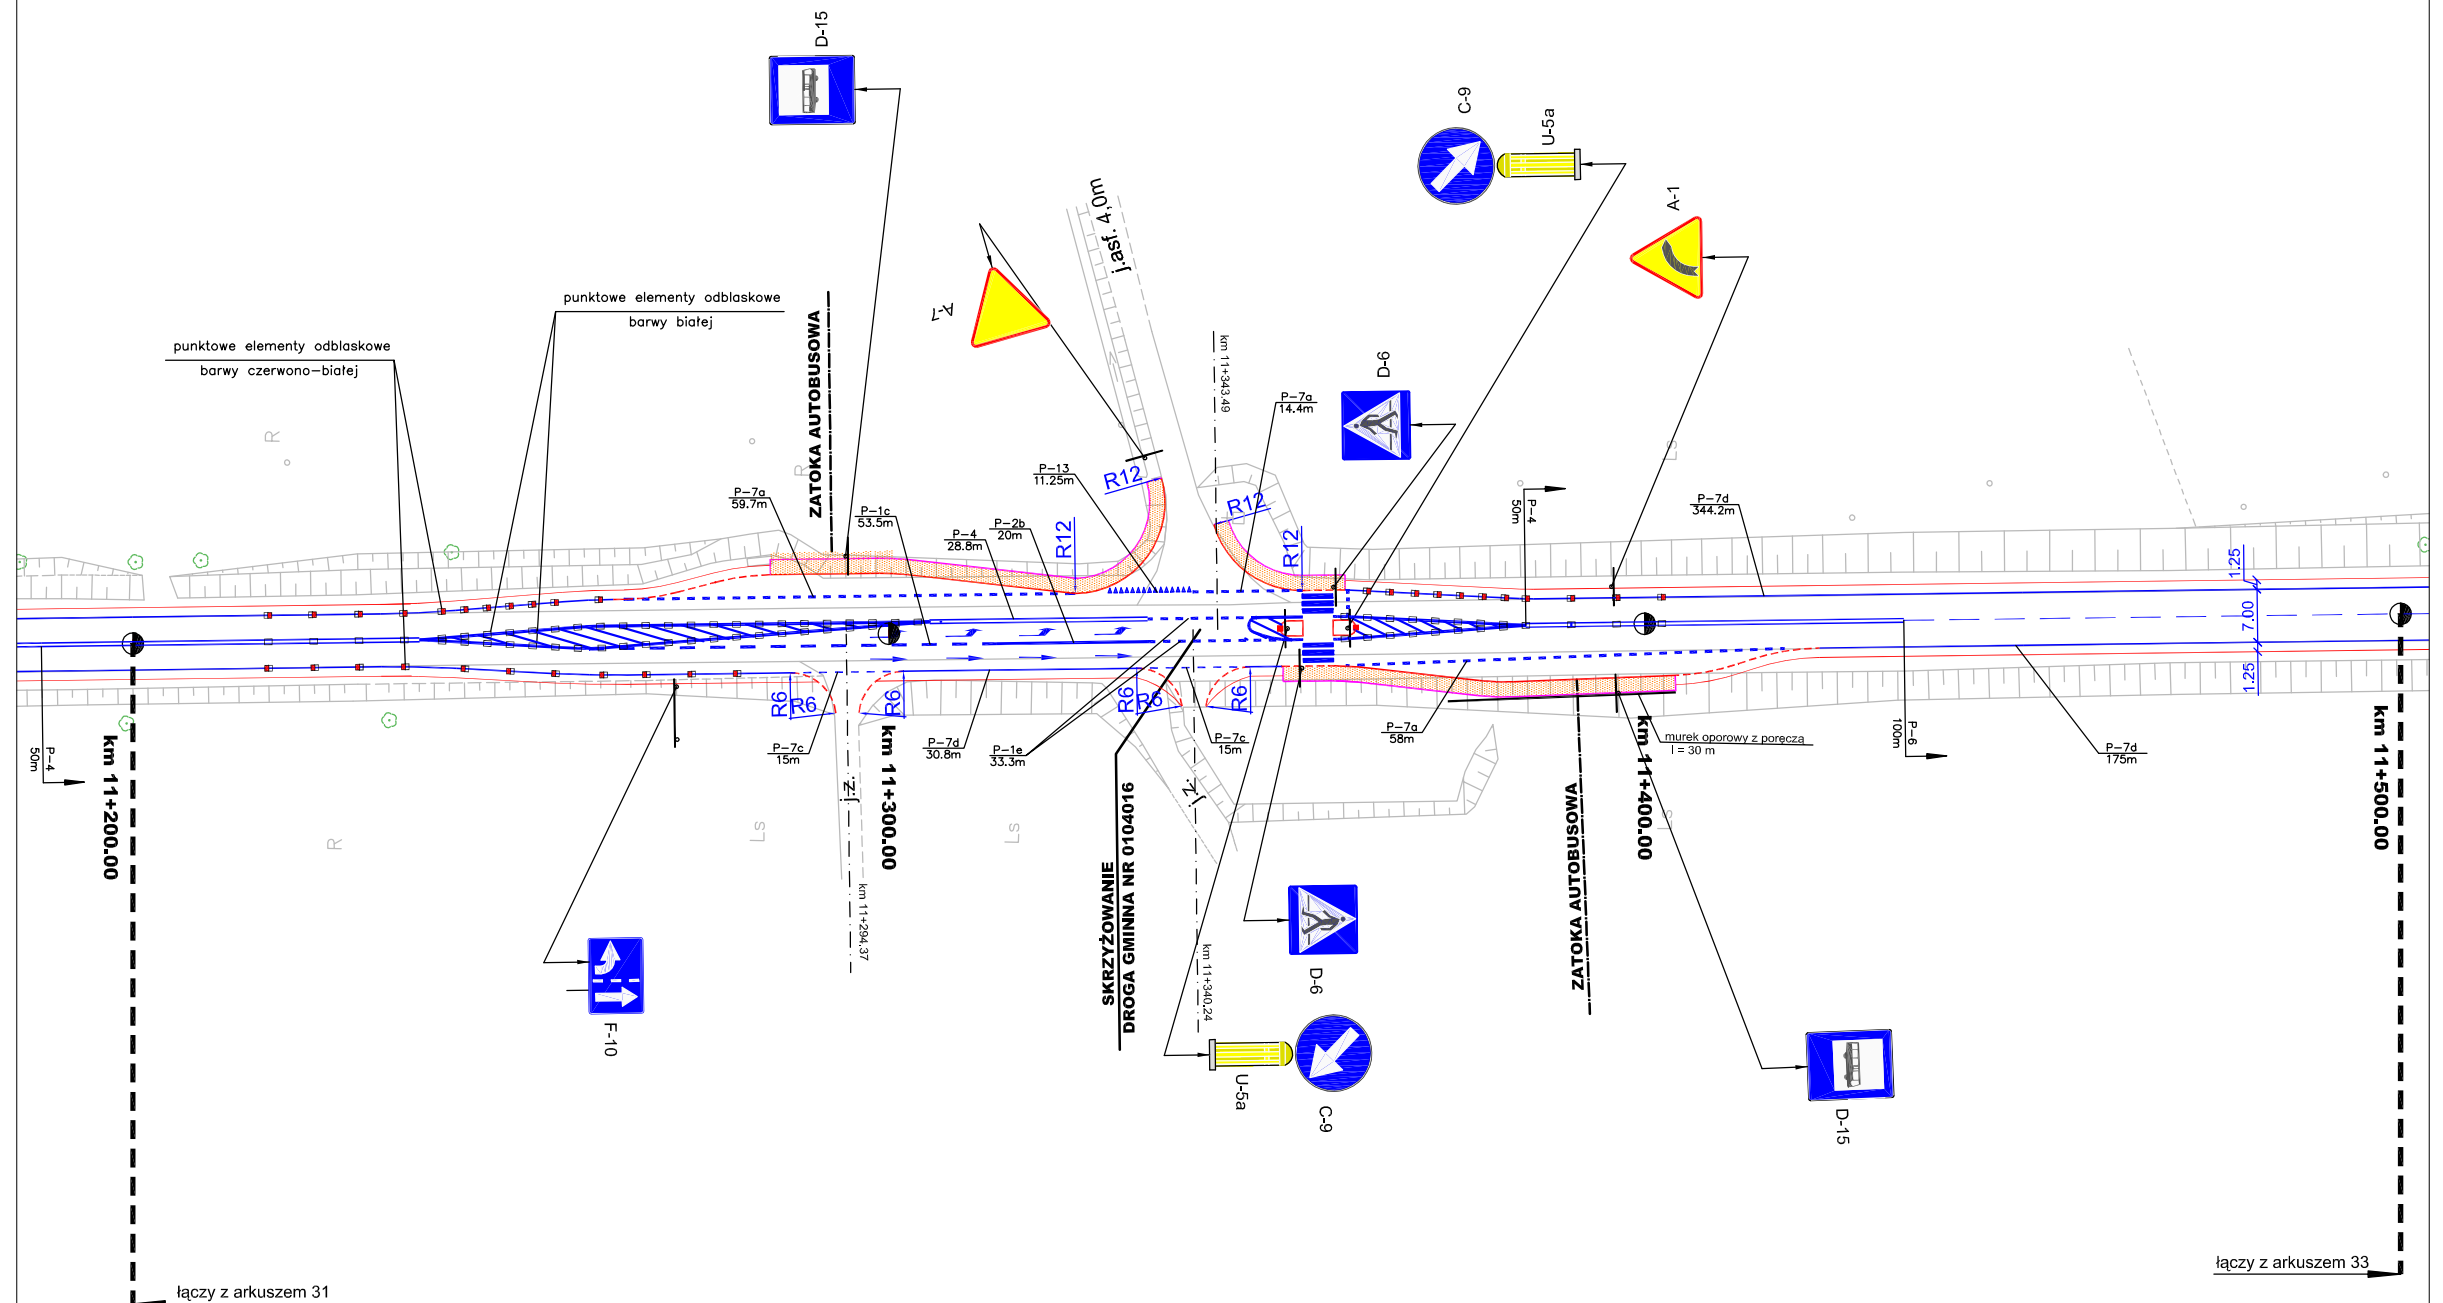 D-15
C-9
U-5a
A-1
j.asf. 4,0m
A-7
punktowe elementy odblaskowe
barwy białej
punktowe elementy odblaskowe
barwy czerwono-białej
ZATOKA AUTOBUSOWA
km 11+343.49
D-6
P-7a
14.4m
R
R
Ls
P-13
11.25m
R12
R12
P-7a
59.7m
P-1c
53.5m
P-4
28.8m
P-2b
20m
R12
R12
P-4
50m
P-7d
344.2m
1.25
7.00
1.25
R6
R6
R6
R6
R6
R6
P-4
50m
km 11+200.00
P-7c
15m
j.ż.
km 11+300.00
P-7d
30.8m
P-1e
33.3m
P-7c
15m
j.ż.
P-7a
58m
km 11+400.00
murek oporowy z poręczą
l = 30 m
P-6
100m
P-7d
175m
km 11+500.00
R
Ls
Ls
Ls
km 11+294.37
SKRZYŻOWANIE
DROGA GMINNA NR 0104016
km 11+340.24
ZATOKA AUTOBUSOWA
D-6
F-10
U-5a
C-9
D-15
łączy z arkuszem 31
łączy z arkuszem 33